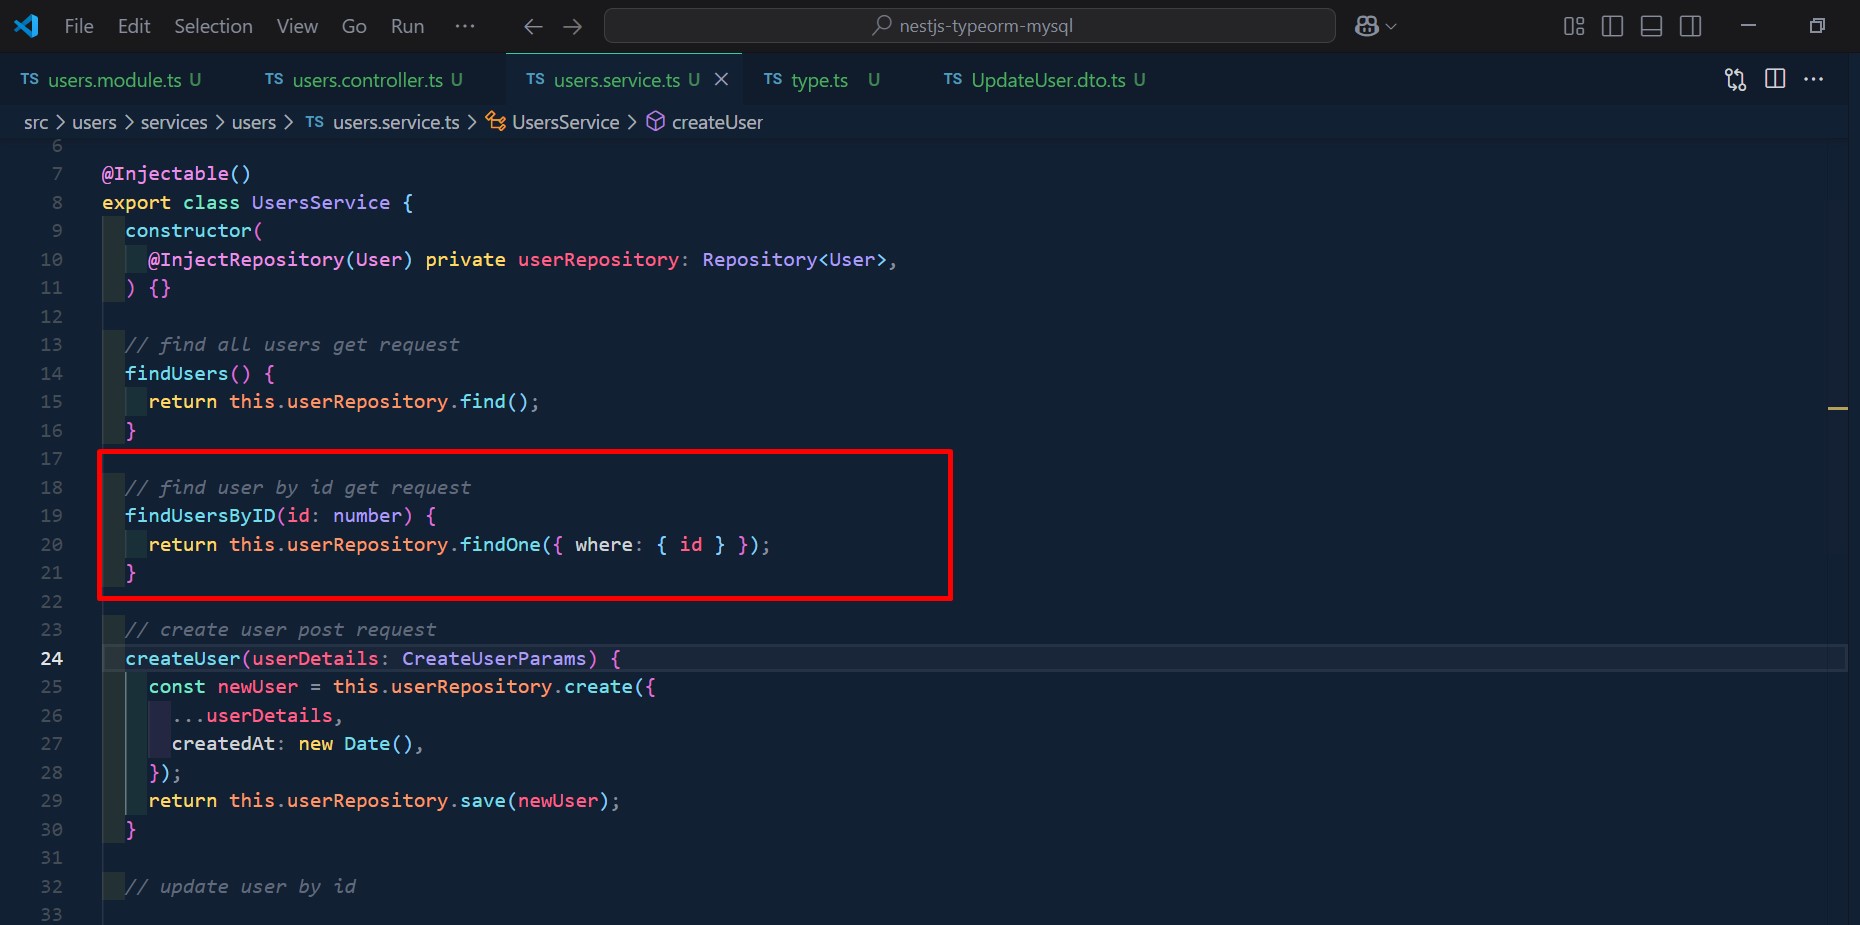 File Edit Selection View Go Run ··· nestjs-typeorm-mysql
TS users.module.ts U TS users.controller.ts U TS users.service.ts U TS type.ts U TS UpdateUser.dto.ts U
src > users > services > users > TS users.service.ts > UsersService > createUser
6
7 @Injectable()
8 export class UsersService {
9 constructor(
10 @InjectRepository(User) private userRepository: Repository<User>,
11 ) {}
12
13 // find all users get request
14 findUsers() {
15 return this.userRepository.find();
16 }
17
18 // find user by id get request
19 findUsersByID(id: number) {
20 return this.userRepository.findOne({ where: { id } });
21 }
22
23 // create user post request
24 createUser(userDetails: CreateUserParams) {
25 const newUser = this.userRepository.create({
26 ...userDetails,
27 createdAt: new Date(),
28 });
29 return this.userRepository.save(newUser);
30 }
31
32 // update user by id
33